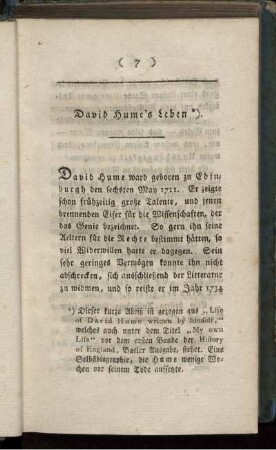 ( 7 )
David Hume's Leben *).
David Hume ward geboren zu Edin-
burgh den sechsten May 1711. Er zeigte
schon frühzeitig große Talente, und jenen
brennenden Eifer für die Wissenschaften, der
das Genie bezeichnet. So gern ihn seine
Aeltern für die Rechte bestimmt hätten, so
viel Widerwillen hatte er dagegen. Sein
sehr geringes Vermögen konnte ihn nicht
abschrecken, sich ausschließend der Litteratur
zu widmen, und so reiste er im Jahr 1734
*) Dieser kurze Abriß ist gezogen aus „Life
of David Hume written by himself,“
welches auch unter dem Titel „My own
Life“ vor dem ersten Bande der History
of England, Basler Ausgabe, stehet. Eine
Selbstbiographie, die Hume wenige Wo-
chen vor seinem Tode aufsetzte.